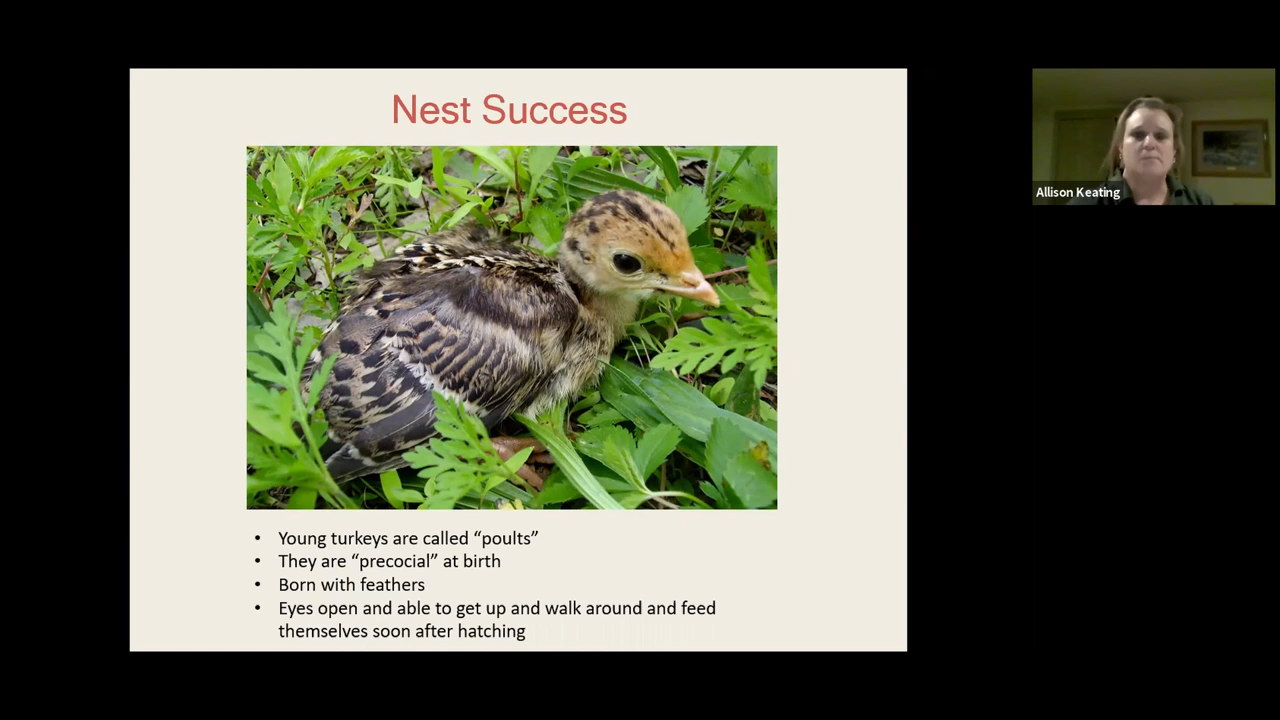 Nest Success
Allison Keating
• Young turkeys are called “poults”
• They are “precocial” at birth
• Born with feathers
• Eyes open and able to get up and walk around and feed
themselves soon after hatching